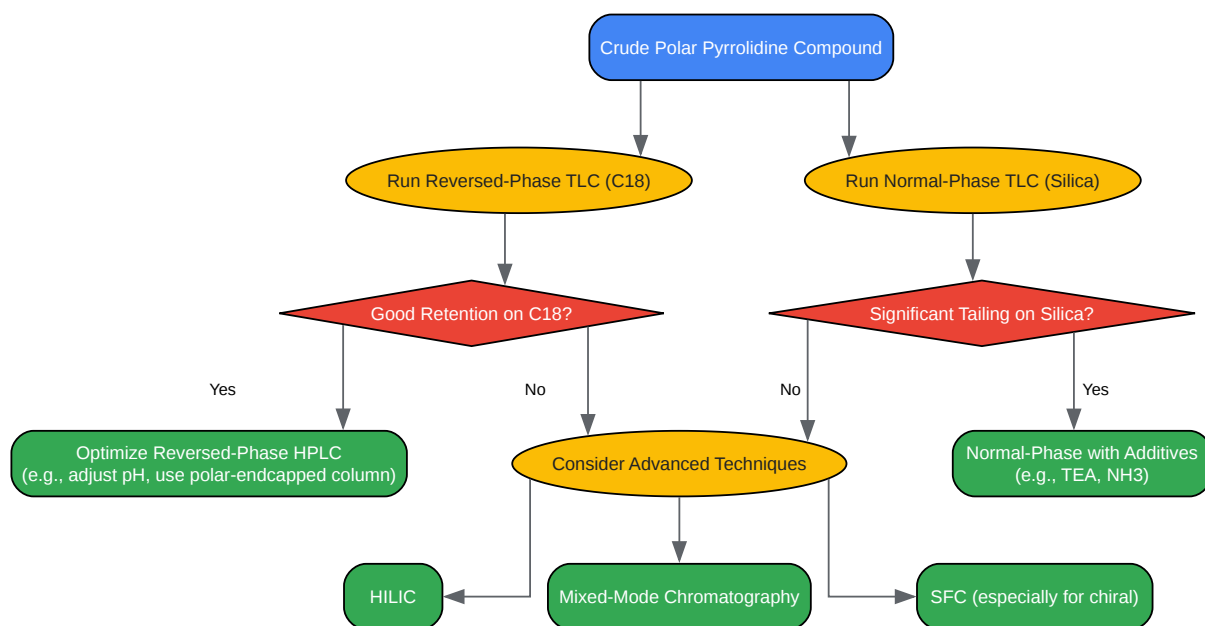 Crude Polar Pyrrolidine Compound
Run Reversed-Phase TLC (C18)
Run Normal-Phase TLC (Silica)
Good Retention on C18?
Significant Tailing on Silica?
Yes
No
No
Yes
Optimize Reversed-Phase HPLC
(e.g., adjust pH, use polar-endcapped column)
Consider Advanced Techniques
Normal-Phase with Additives
(e.g., TEA, NH3)
HILIC
Mixed-Mode Chromatography
SFC (especially for chiral)